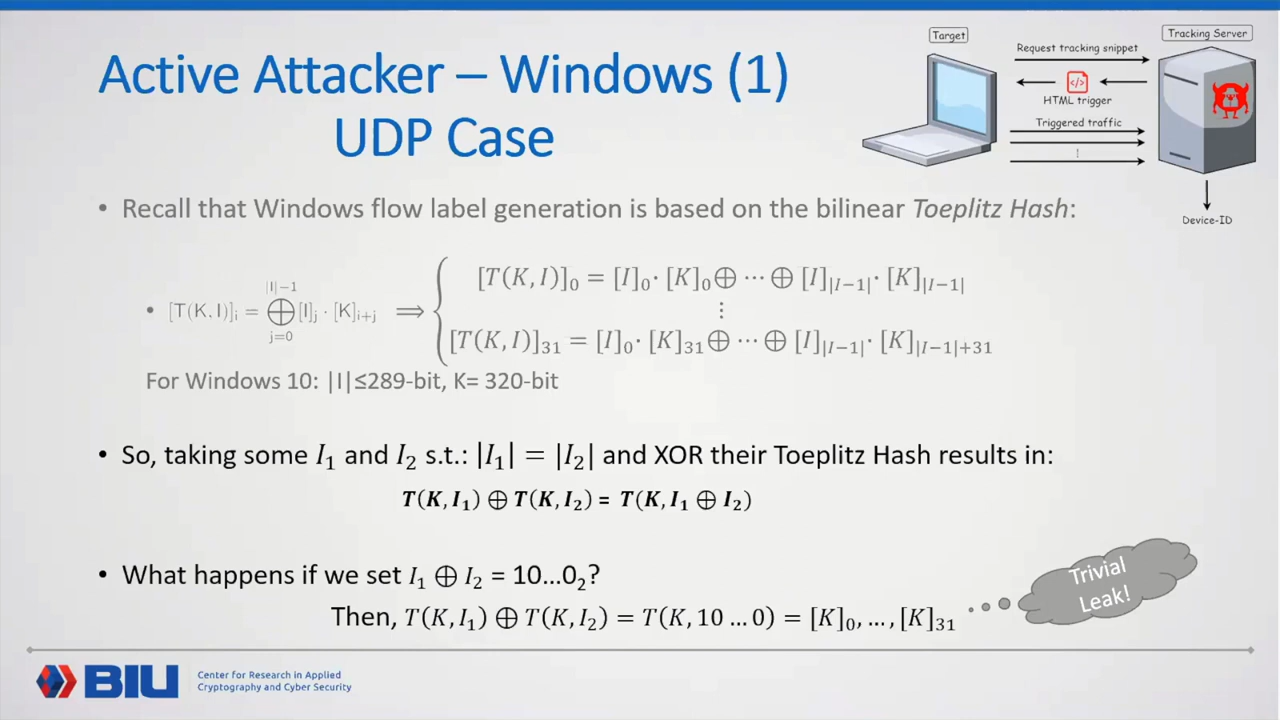 Active Attacker – Windows (1)
UDP Case
Target
Tracking Server
Request tracking snippet
</>
HTML trigger
Triggered traffic
⋮
Device-ID
• Recall that Windows flow label generation is based on the bilinear Toeplitz Hash:
• [T(K,I)]ᵢ = ⨁_{j=0}^{|I|−1} [I]ⱼ · [K]ᵢ₊ⱼ ⟹ { [T(K,I)]₀ = [I]₀· [K]₀⊕ ⋯ ⊕ [I]_{|I−1|}· [K]_{|I−1|}
⋮
[T(K,I)]₃₁ = [I]₀· [K]₃₁⊕ ⋯ ⊕ [I]_{|I−1|}· [K]_{|I−1|+31}
For Windows 10: |I|≤289-bit, K= 320-bit
• So, taking some I₁ and I₂ s.t.: |I₁| = |I₂| and XOR their Toeplitz Hash results in:
T(K,I₁) ⊕ T(K,I₂) = T(K,I₁ ⊕ I₂)
• What happens if we set I₁ ⊕ I₂ = 10…0₂?
Then, T(K,I₁) ⊕ T(K,I₂) = T(K,10 … 0) = [K]₀, … , [K]₃₁
Trivial
Leak!
BIU
Center for Research in Applied
Cryptography and Cyber Security